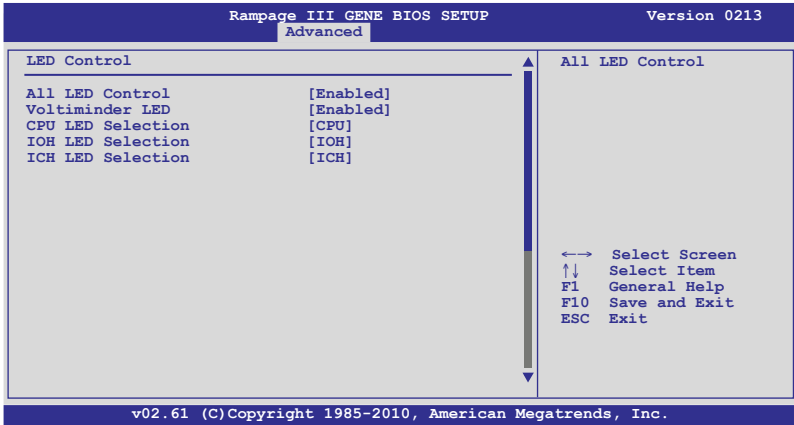 Rampage III GENE BIOS SETUP Version 0213
Advanced
LED Control
All LED Control [Enabled]
Voltiminder LED [Enabled]
CPU LED Selection [CPU]
IOH LED Selection [IOH]
ICH LED Selection [ICH]
All LED Control
←→ Select Screen
↑↓ Select Item
F1 General Help
F10 Save and Exit
ESC Exit
v02.61 (C)Copyright 1985-2010, American Megatrends, Inc.